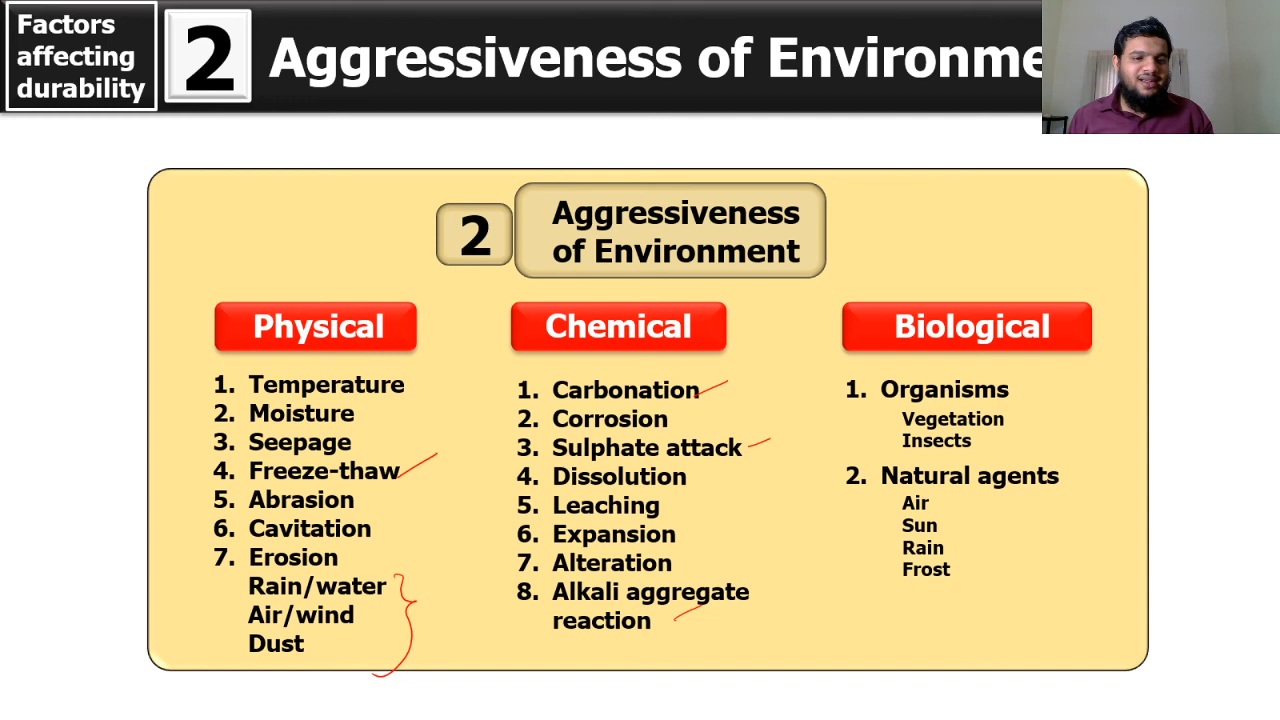 Factors
affecting
durability
2
Aggressiveness of Environme
2
Aggressiveness
of Environment
Physical
1. Temperature
2. Moisture
3. Seepage
4. Freeze-thaw
5. Abrasion
6. Cavitation
7. Erosion
Rain/water
Air/wind
Dust
Chemical
1. Carbonation
2. Corrosion
3. Sulphate attack
4. Dissolution
5. Leaching
6. Expansion
7. Alteration
8. Alkali aggregate
reaction
Biological
1. Organisms
Vegetation
Insects
2. Natural agents
Air
Sun
Rain
Frost